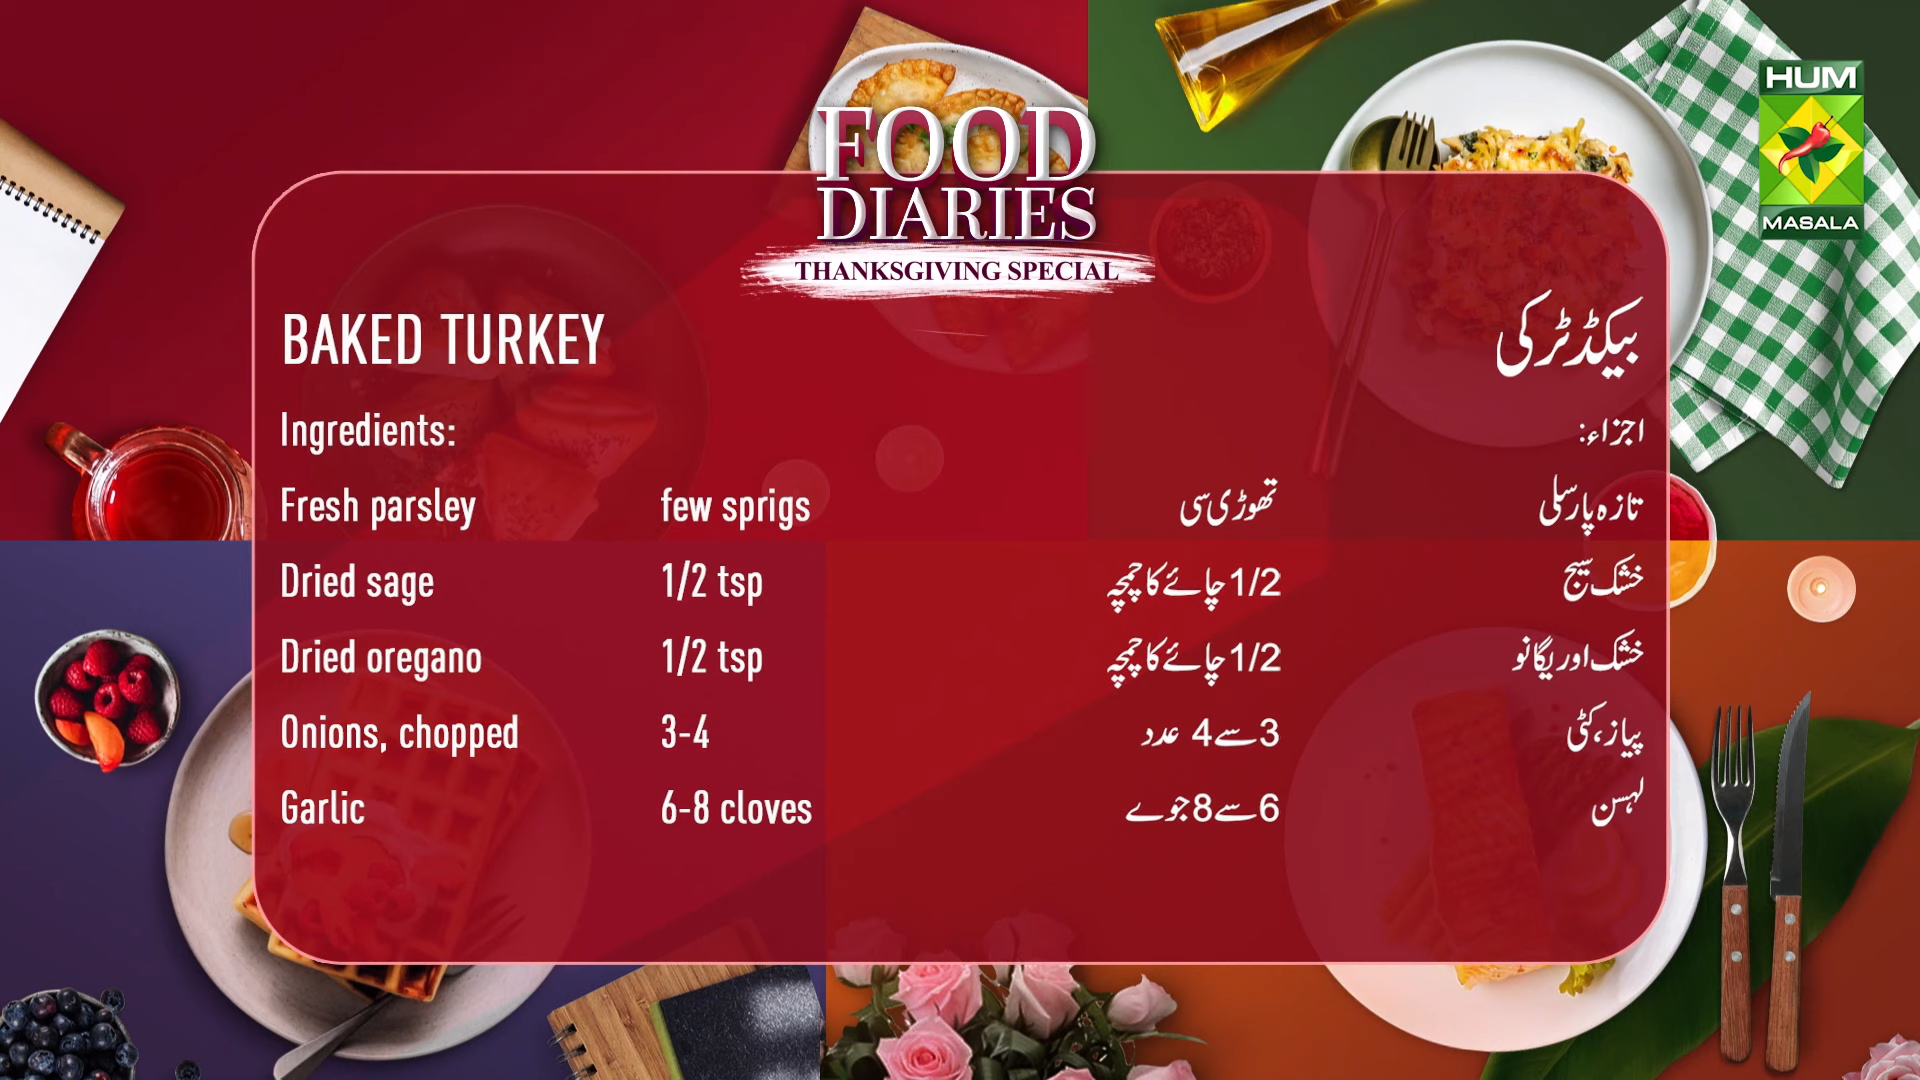 HUM
MASALA
FOOD
DIARIES
THANKSGIVING SPECIAL
BAKED TURKEY بیکڈ ٹرکی
Ingredients: اجزاء:
Fresh parsley few sprigs تھوڑی سی تازہ پارسلی
Dried sage 1/2 tsp 1/2 چائے کا چمچہ خشک سیج
Dried oregano 1/2 tsp 1/2 چائے کا چمچہ خشک اوریگانو
Onions, chopped 3-4 3 سے 4 عدد پیاز، کٹی
Garlic 6-8 cloves 6 سے 8 جوے لہسن